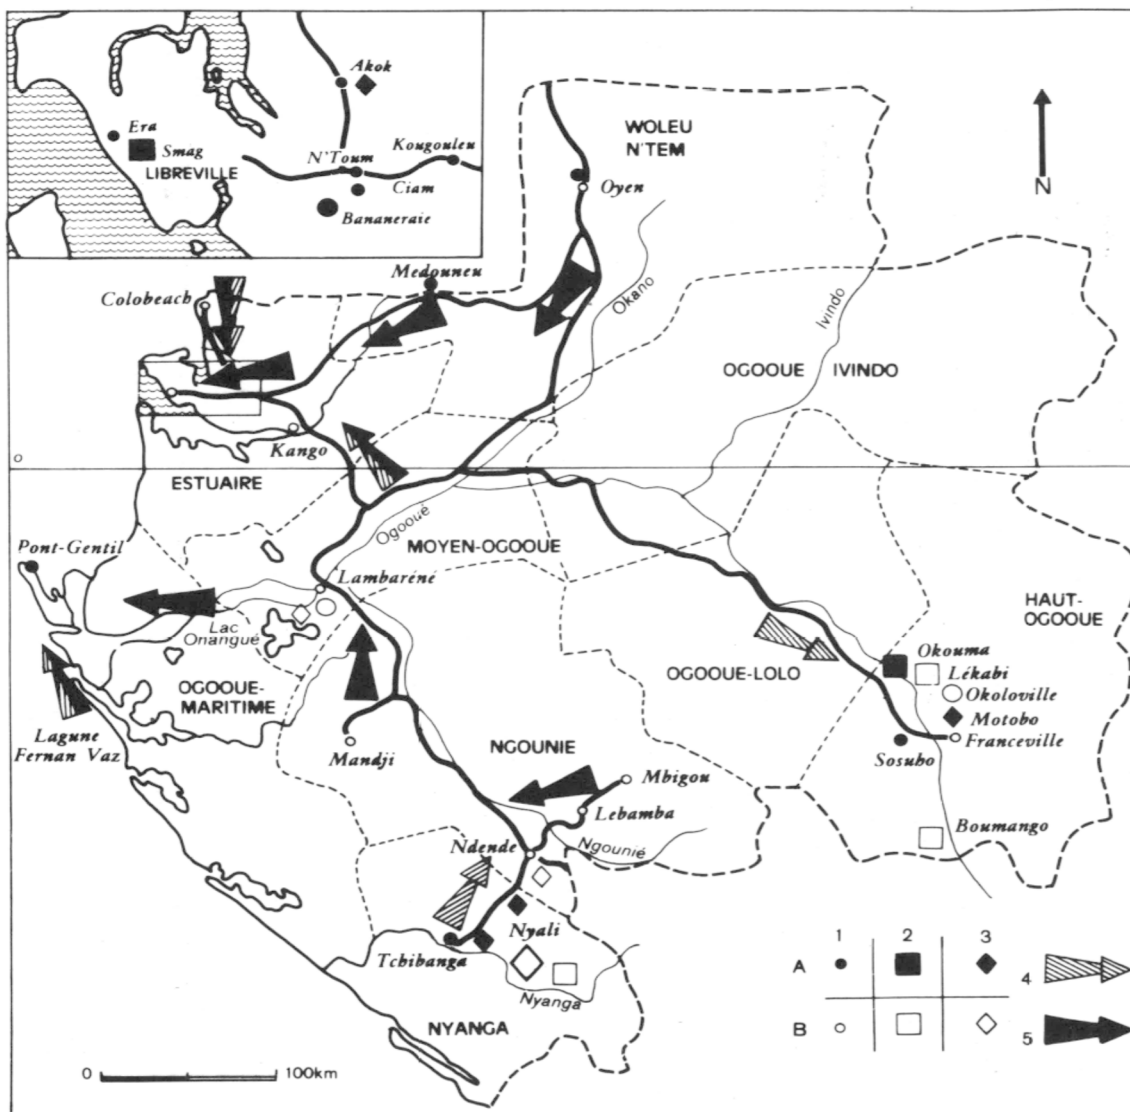 Akok
Era
Smag
LIBREVILLE
N'Toum
Kougouleu
Ciam
Bananeraie
WOLEU
N'TEM
N
Oyen
Medouneu
Colobeach
Okano
Ivindo
OGOOUE IVINDO
Kango
ESTUAIRE
O
Ogooué
Pont-Gentil
MOYEN-OGOOUE
Lambaréné
Lac
Onangué
HAUT-
OGOOUE
Okouma
Lékabi
OGOOUE-LOLO
Okoloville
OGOOUE-
MARITIME
Motobo
Franceville
Lagune
Fernan Vaz
Mandji
NGOUNIE
Sosuho
Mbigou
Lebamba
Boumango
Ndende
Ngounié
Nyali
Tchibanga
Nyanga
NYANGA
1 2 3
A 4
B 5
0 100km